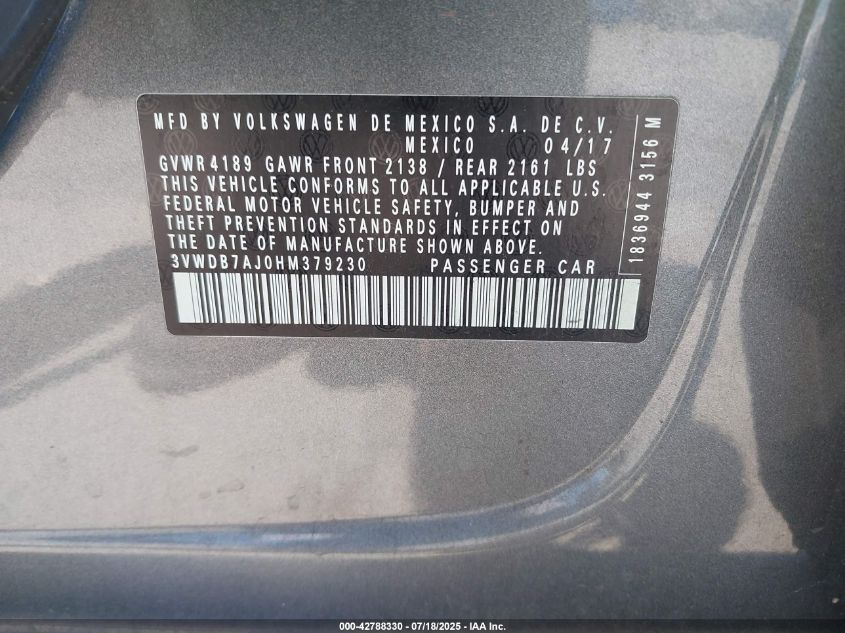 MFD BY VOLKSWAGEN DE MEXICO S.A. DE C.V.
MEXICO 04/17
GVWR 4189 GAWR FRONT 2138 / REAR 2161 LBS
THIS VEHICLE CONFORMS TO ALL APPLICABLE U.S.
FEDERAL MOTOR VEHICLE SAFETY, BUMPER AND
THEFT PREVENTION STANDARDS IN EFFECT ON
THE DATE OF MANUFACTURE SHOWN ABOVE.
3VWDB7AJ0HM379230 PASSENGER CAR
1836944 3156 M
000-42788330 - 07/18/2025 - IAA Inc.